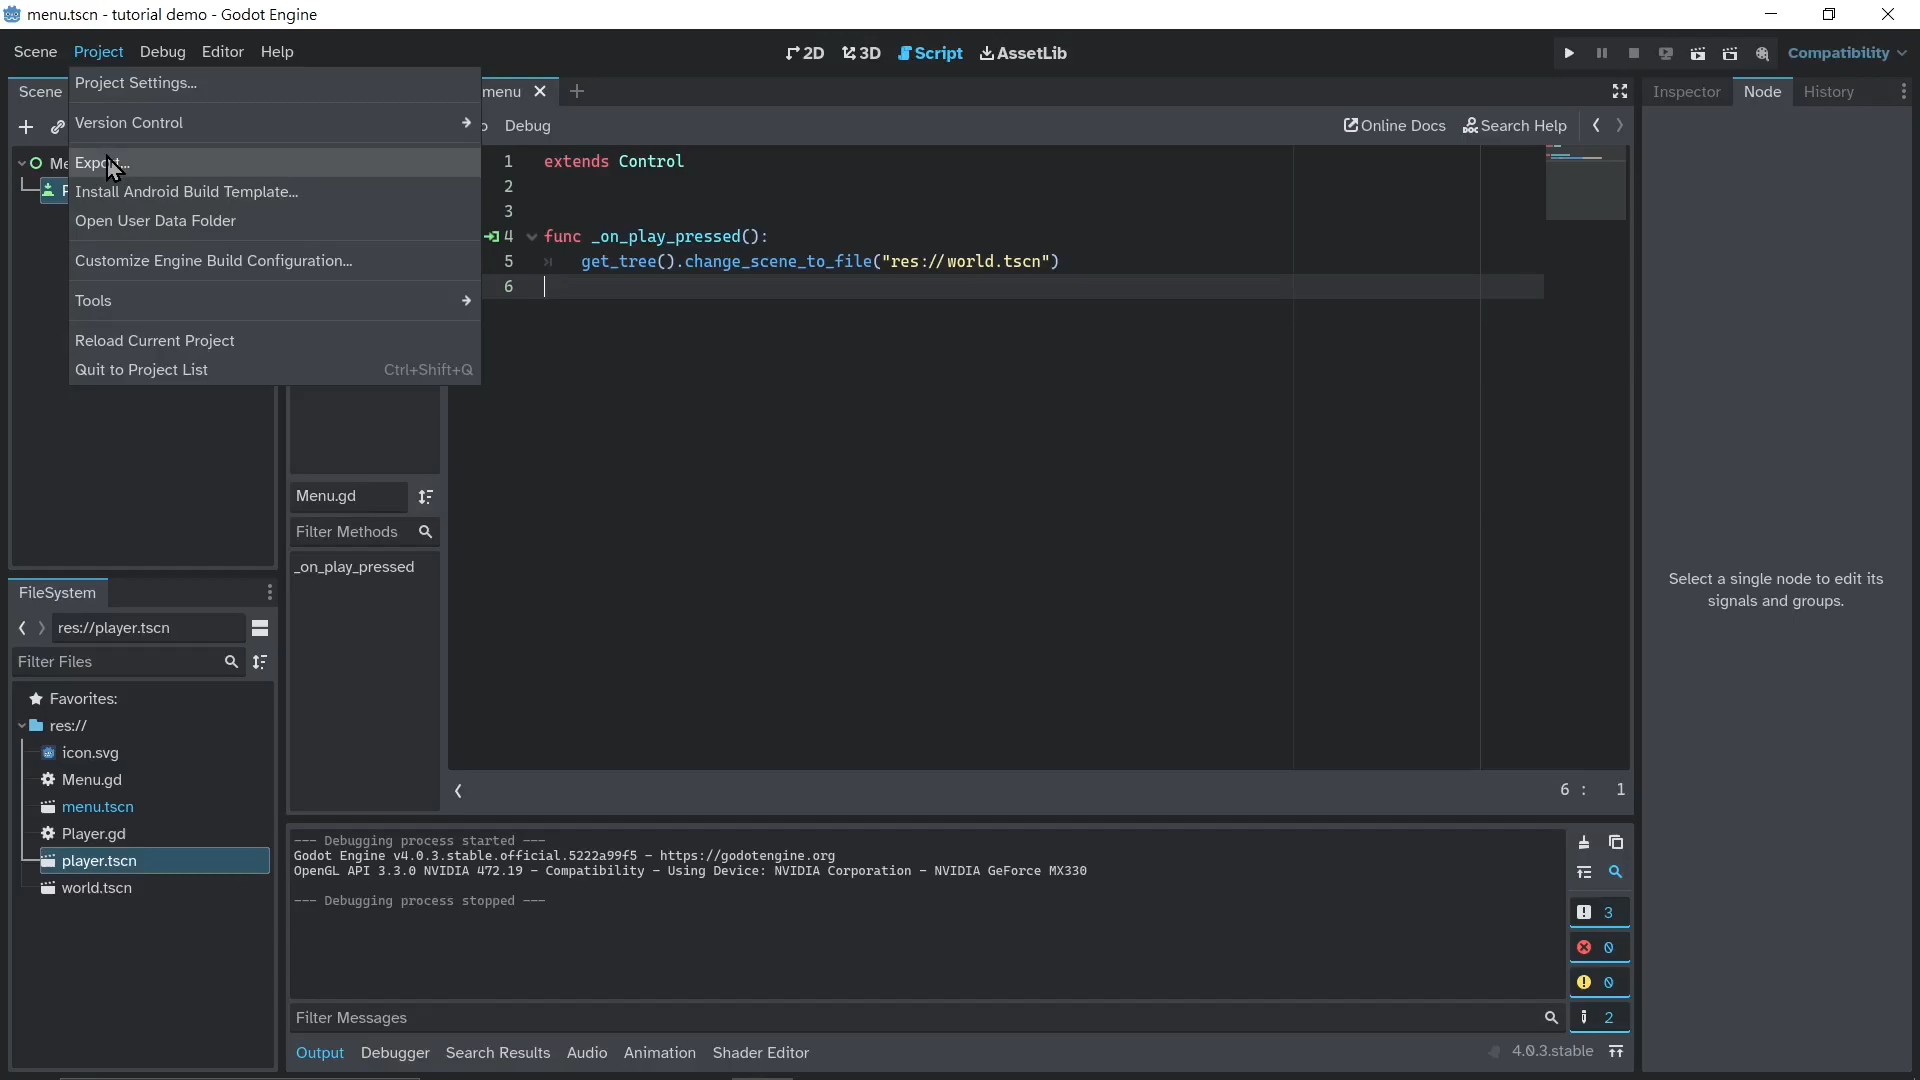 menu.tscn - tutorial demo - Godot Engine
Scene Project Debug Editor Help
2D 3D Script AssetLib
Compatibility
Scene
Project Settings...
Version Control
Export...
Install Android Build Template...
Open User Data Folder
Customize Engine Build Configuration...
Tools
Reload Current Project
Quit to Project List Ctrl+Shift+Q
menu
Debug
Online Docs Search Help
1 extends Control
2
3
4 func _on_play_pressed():
5 get_tree().change_scene_to_file("res://world.tscn")
6
Menu.gd
Filter Methods
_on_play_pressed
6 : 1
Inspector Node History
Select a single node to edit its
signals and groups.
FileSystem
res://player.tscn
Filter Files
Favorites:
res://
icon.svg
Menu.gd
menu.tscn
Player.gd
player.tscn
world.tscn
--- Debugging process started ---
Godot Engine v4.0.3.stable.official.5222a99f5 - https://godotengine.org
OpenGL API 3.3.0 NVIDIA 472.19 - Compatibility - Using Device: NVIDIA Corporation - NVIDIA GeForce MX330
--- Debugging process stopped ---
3
0
0
2
Filter Messages
Output Debugger Search Results Audio Animation Shader Editor
4.0.3.stable